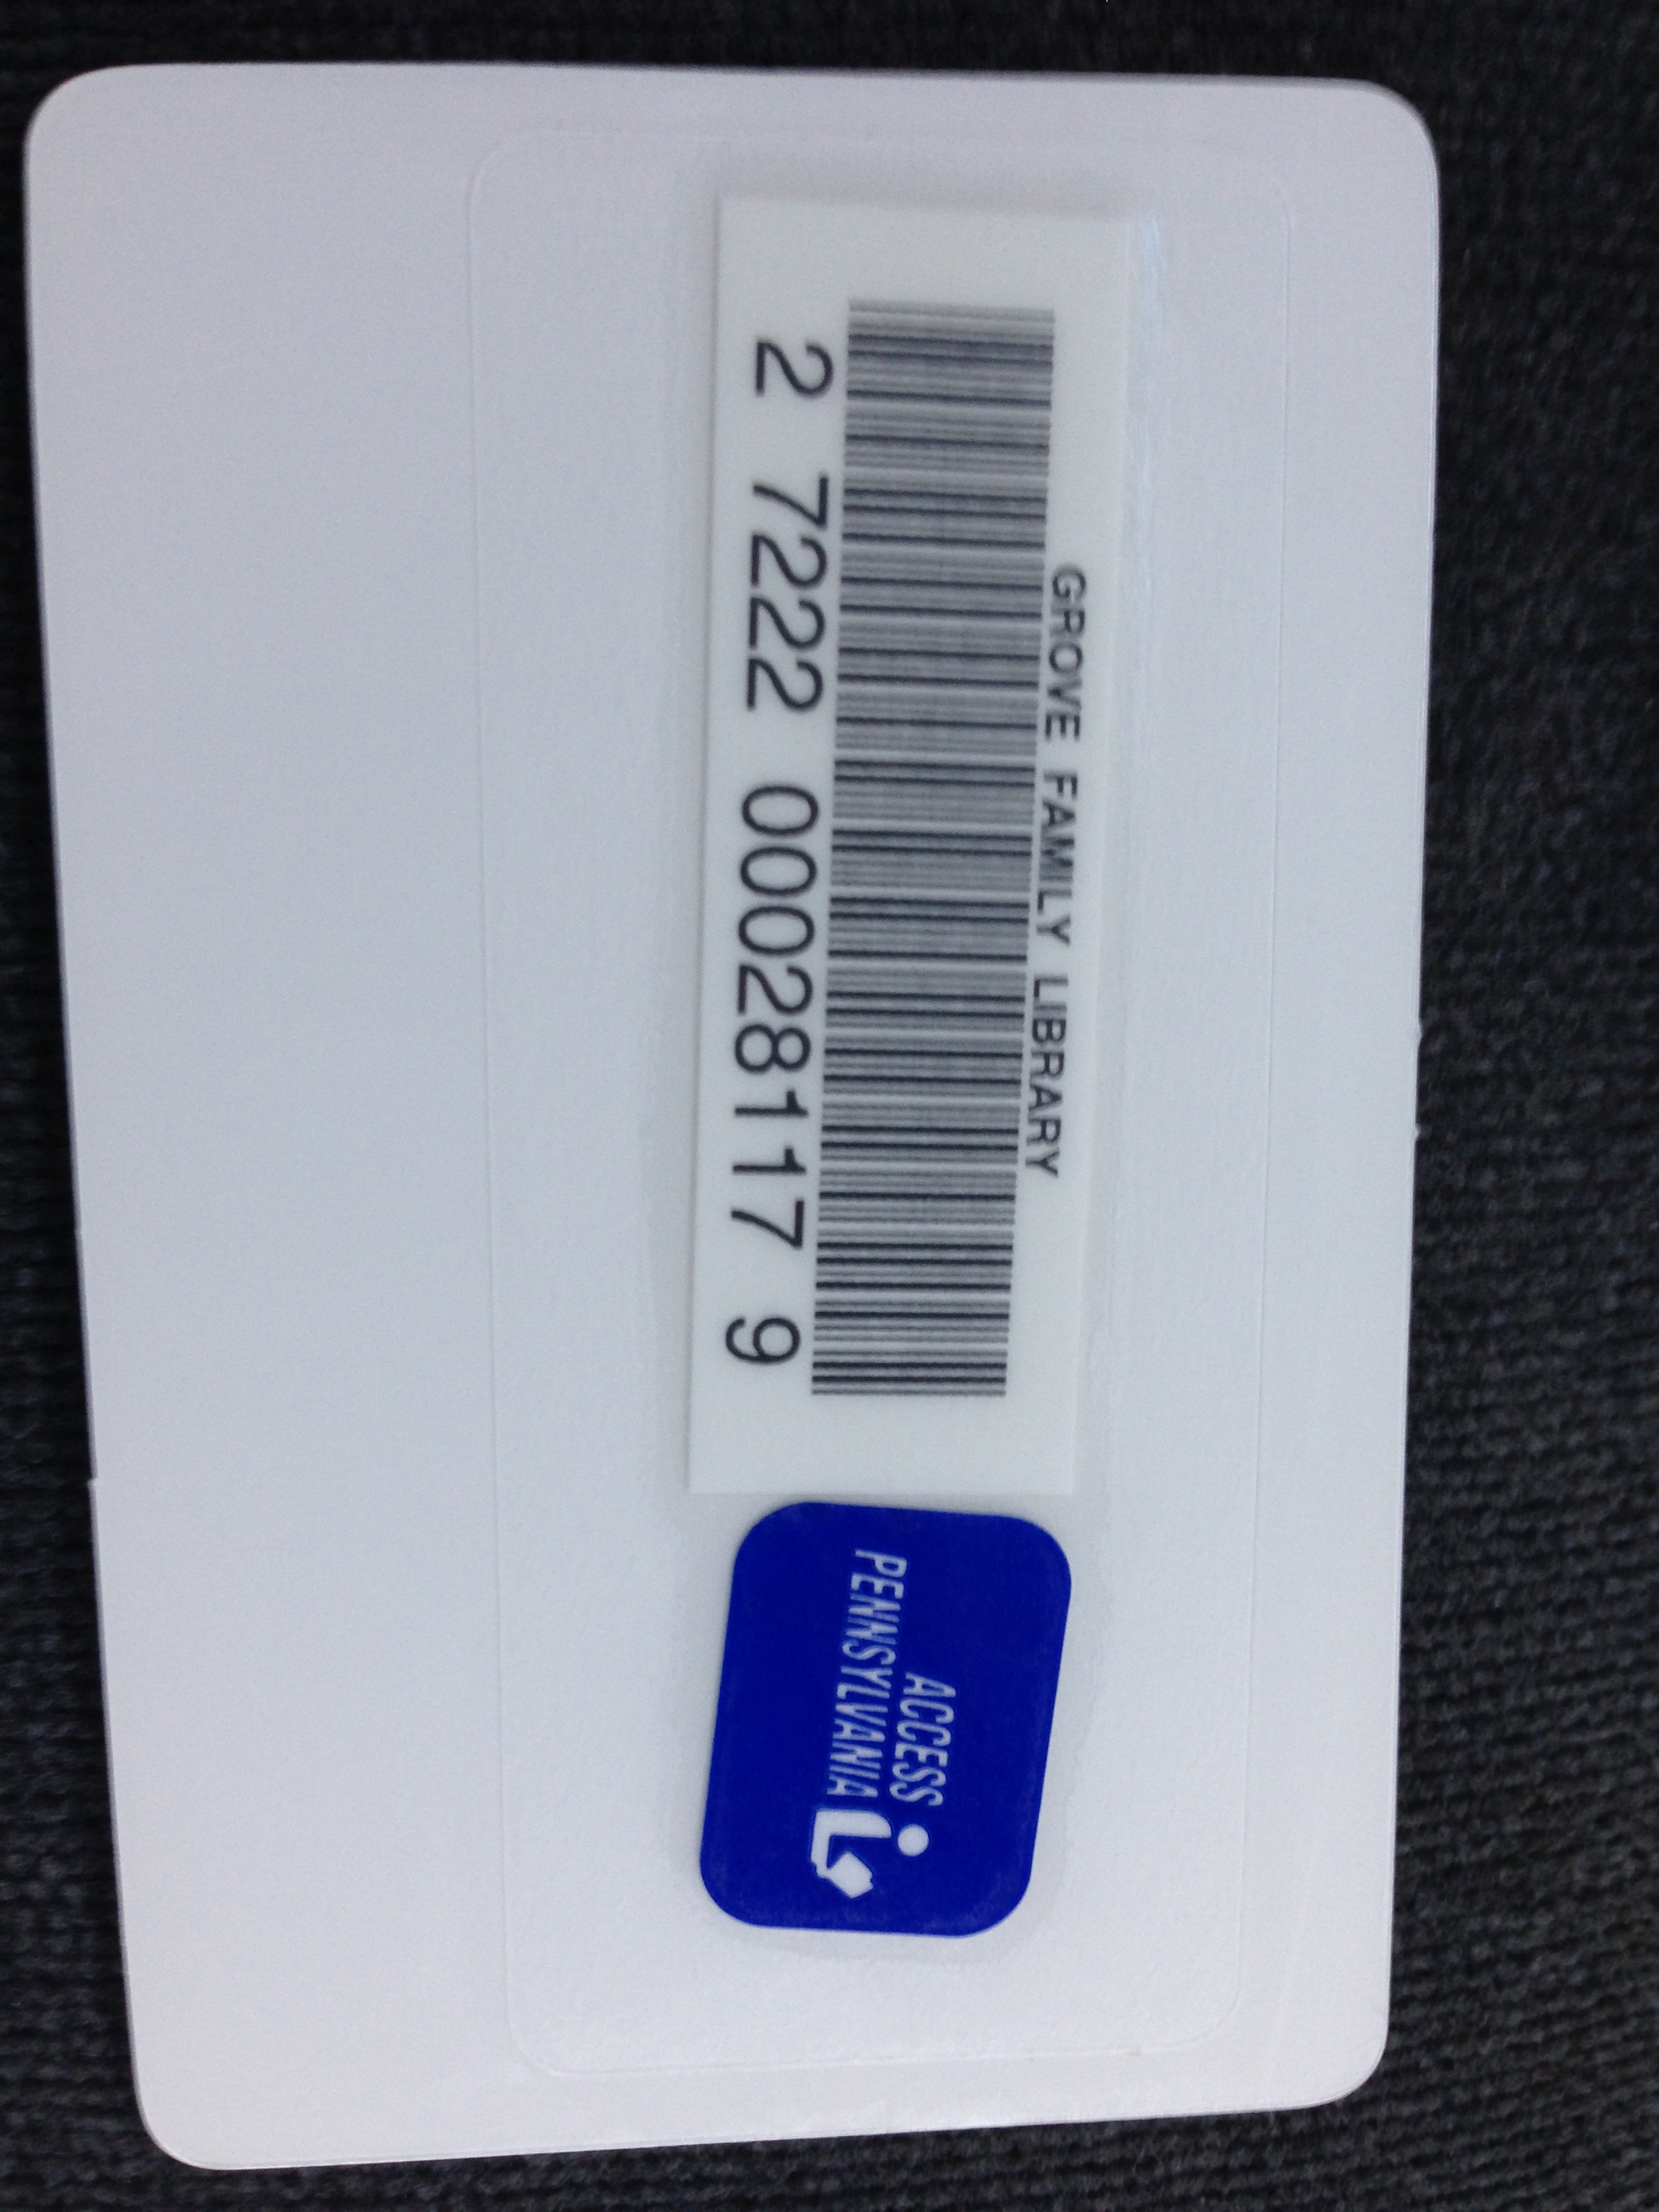 GROVE FAMILY LIBRARY
2 7222 00028117 9
ACCESS
PENNSYLVANIA